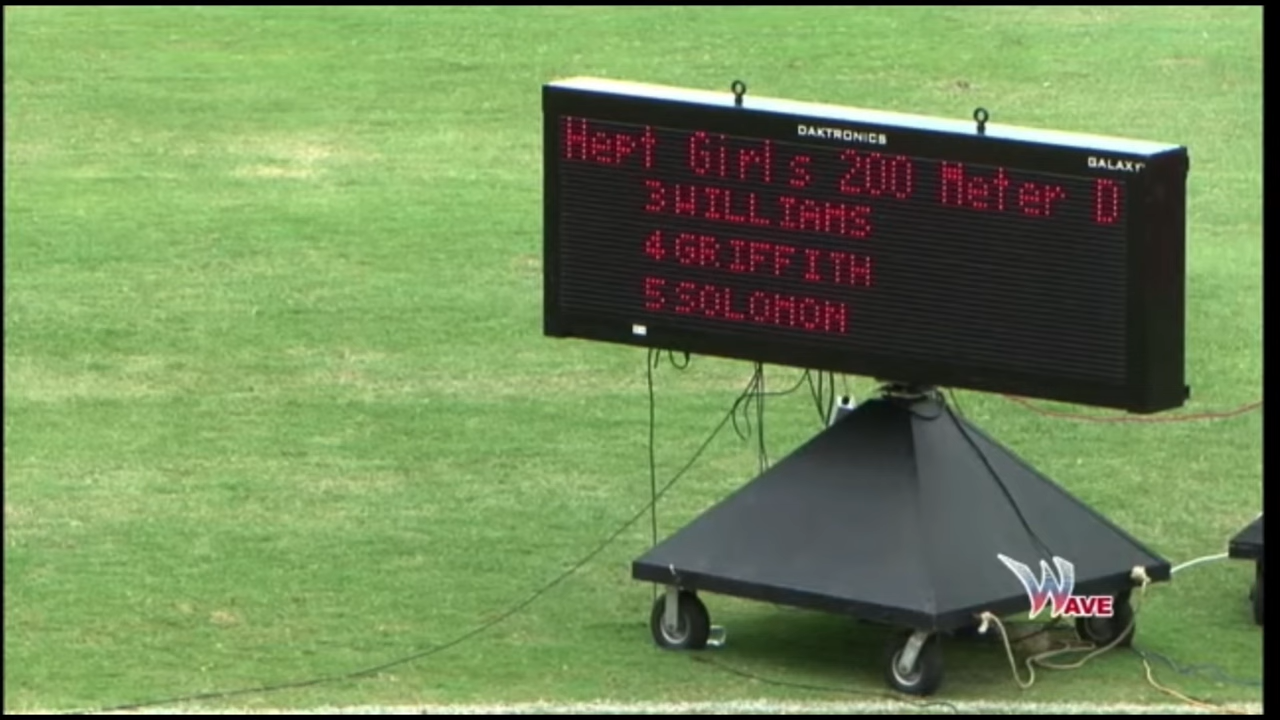 DAKTRONICS
GALAXY
Hept Girls 200 Meter D
3 WILLIAMS
4 GRIFFITH
5 SOLOMON
WAVE